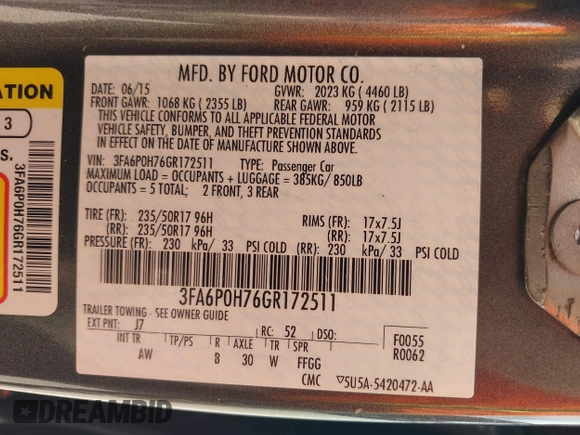 MFD. BY FORD MOTOR CO.
DATE: 06/15 GVWR: 2023 KG (4460 LB)
FRONT GAWR: 1068 KG (2355 LB) REAR GAWR: 959 KG (2115 LB)
THIS VEHICLE CONFORMS TO ALL APPLICABLE FEDERAL MOTOR
VEHICLE SAFETY, BUMPER, AND THEFT PREVENTION STANDARDS
IN EFFECT ON THE DATE OF MANUFACTURE SHOWN ABOVE.
VIN: 3FA6P0H76GR172511 TYPE: Passenger Car
MAXIMUM LOAD = OCCUPANTS + LUGGAGE = 385KG/ 850LB
OCCUPANTS = 5 TOTAL; 2 FRONT, 3 REAR
TIRE (FR): 235/50R17 96H RIMS (FR): 17x7.5J
(RR): 235/50R17 96H (RR): 17x7.5J
PRESSURE (FR): 230 kPa/ 33 PSI COLD (RR): 230 kPa/ 33 PSI COLD
3FA6P0H76GR172511
TRAILER TOWING - SEE OWNER GUIDE
EXT PNT: J7 RC: 52 DSO: F0055
INT TR TP/PS R AXLE TR SPR R0062
AW B 30 W FFGG
CMC ▽5U5A-5420472-AA
ATION
3
s.
3FA6P0H76GR172511
DREAMBID